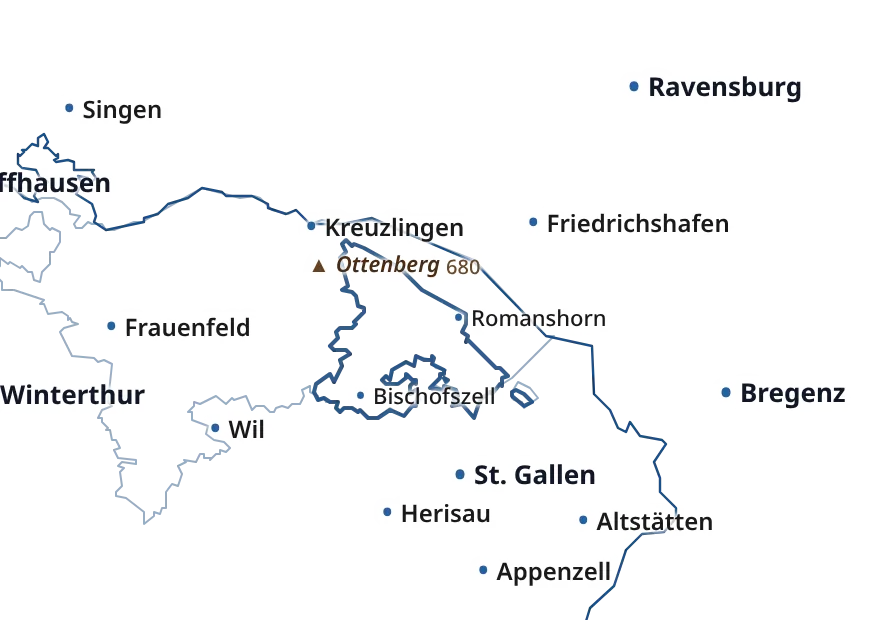 Ravensburg
Singen
ffhausen
Kreuzlingen
Friedrichshafen
▲ Ottenberg 680
Romanshorn
Frauenfeld
Winterthur
Bischofszell
Bregenz
Wil
St. Gallen
Herisau
Altstätten
Appenzell